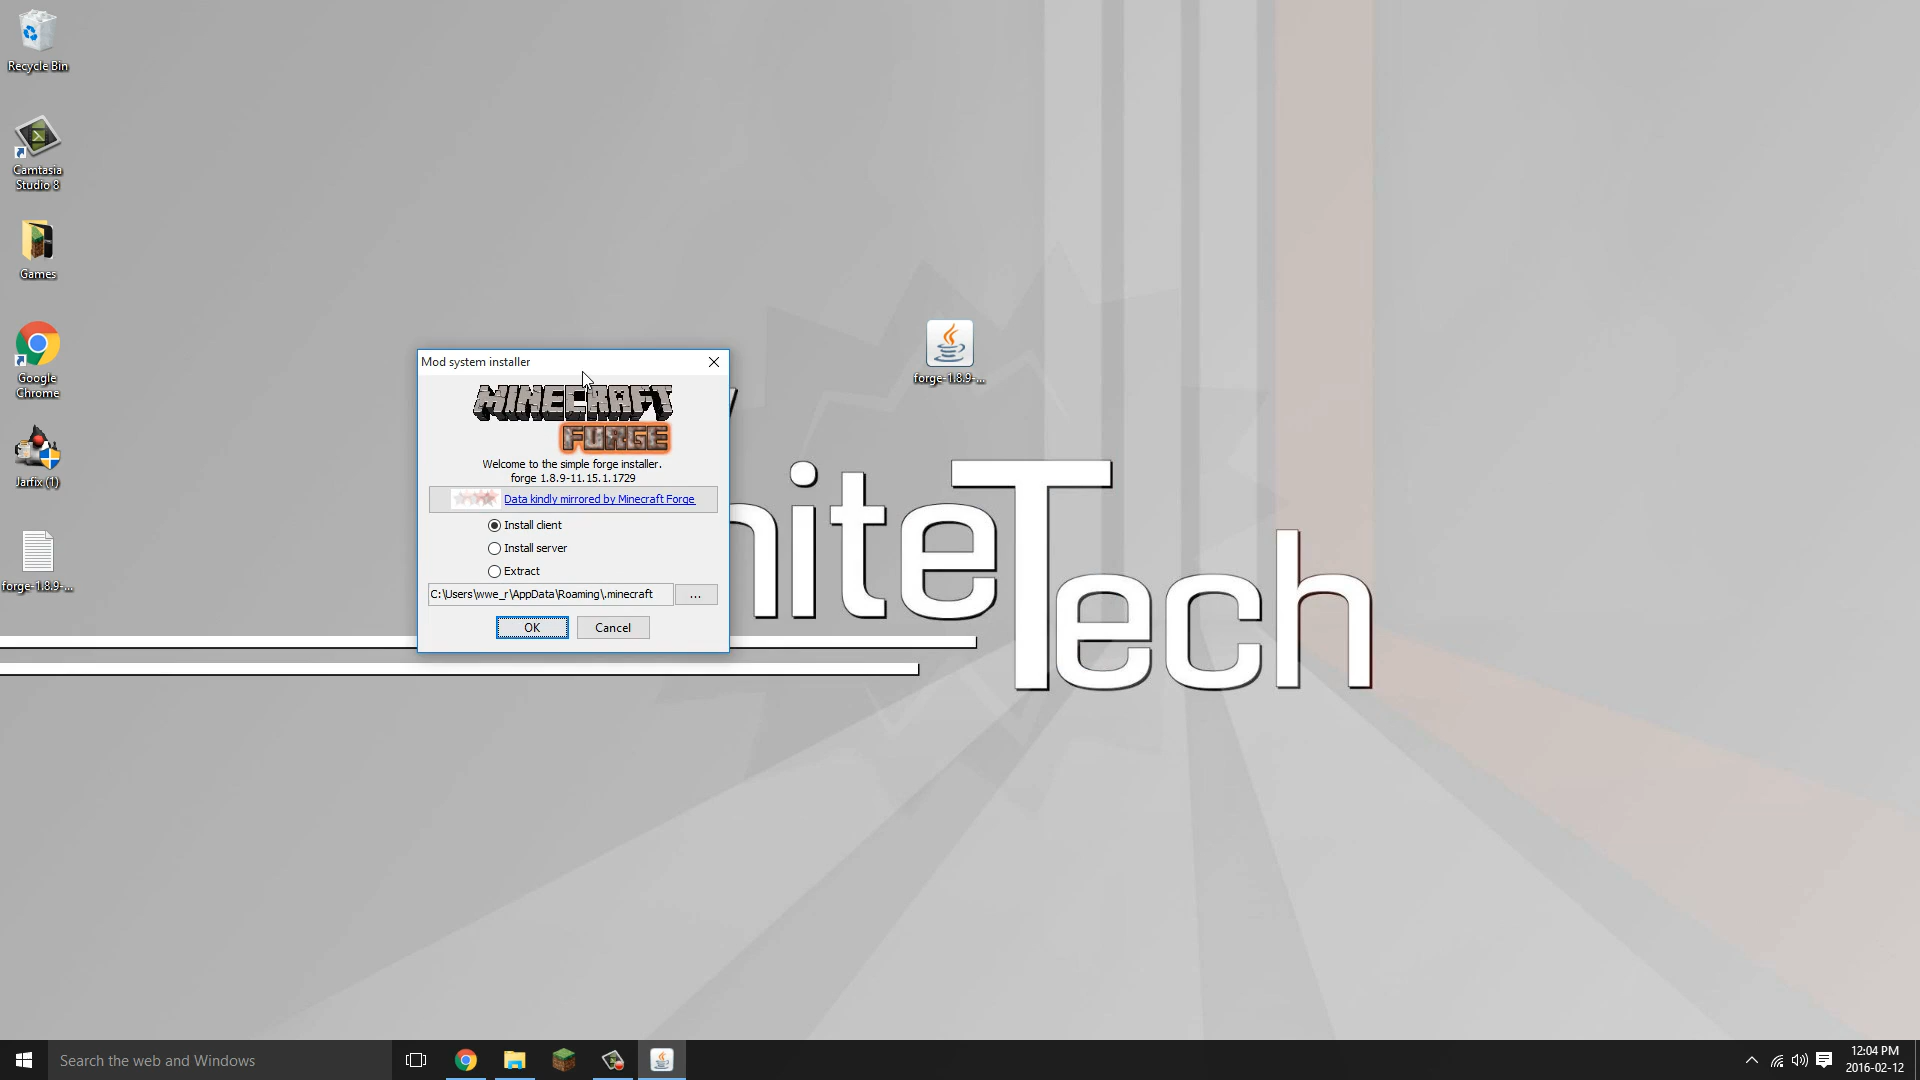 Recycle Bin
Camtasia
Studio 8
Games
Google
Chrome
Jarfix (1)
forge-1.8.9-...
forge-1.8.9-...
Mod system installer
MINECRAFT
FORGE
Welcome to the simple forge installer.
forge 1.8.9-11.15.1.1729
Data kindly mirrored by Minecraft Forge
Install client
Install server
Extract
C:\Users\wwe_r\AppData\Roaming\.minecraft
...
OK
Cancel
niteTech
Search the web and Windows
12:04 PM
2016-02-12